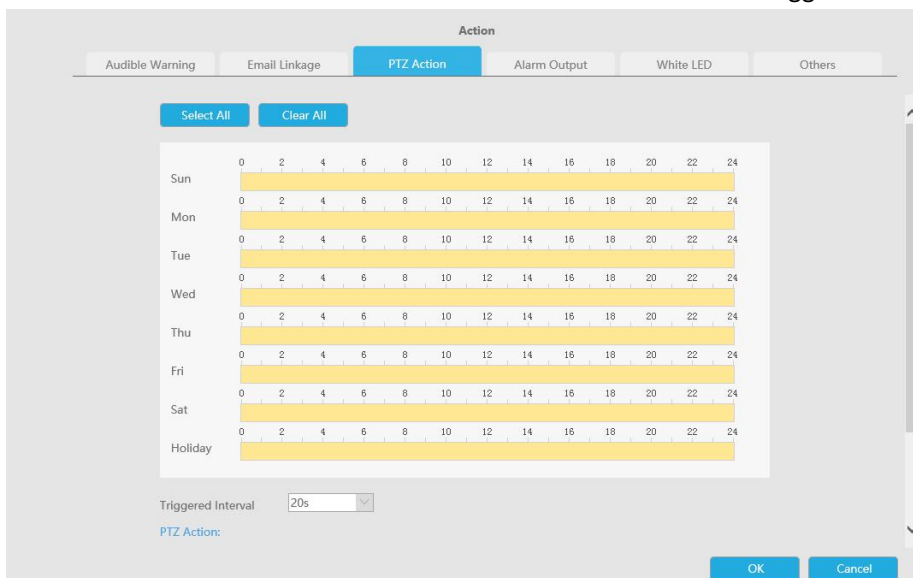 Action
Audible Warning Email Linkage PTZ Action Alarm Output White LED Others
Select All Clear All
0 2 4 6 8 10 12 14 16 18 20 22 24
Sun
0 2 4 6 8 10 12 14 16 18 20 22 24
Mon
0 2 4 6 8 10 12 14 16 18 20 22 24
Tue
0 2 4 6 8 10 12 14 16 18 20 22 24
Wed
0 2 4 6 8 10 12 14 16 18 20 22 24
Thu
0 2 4 6 8 10 12 14 16 18 20 22 24
Fri
0 2 4 6 8 10 12 14 16 18 20 22 24
Sat
0 2 4 6 8 10 12 14 16 18 20 22 24
Holiday
Triggered Interval 20s
PTZ Action:
OK Cancel